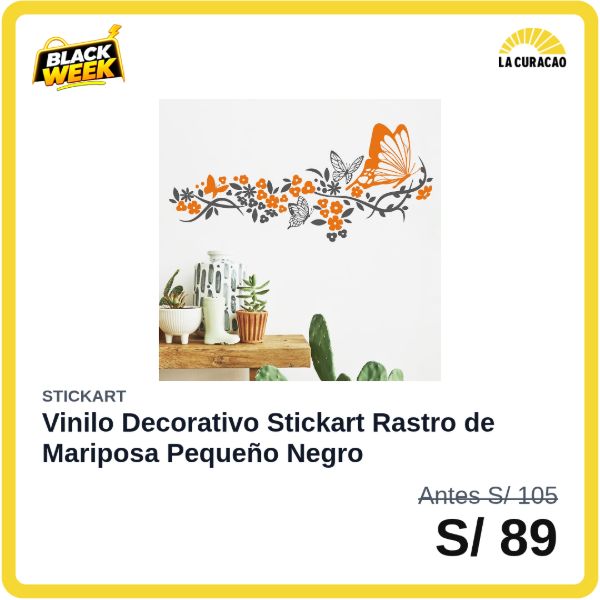 BLACK
WEEK
LA CURACAO
STICKART
Vinilo Decorativo Stickart Rastro de
Mariposa Pequeño Negro
Antes S/ 105
S/ 89